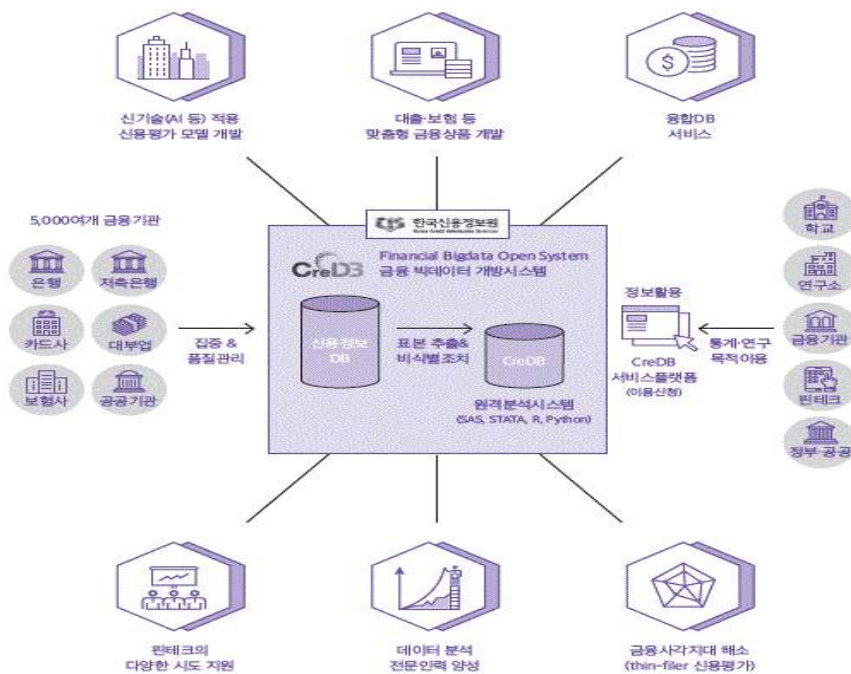 신기술(AI 등) 적용
신용평가 모델 개발
대출·보험 등
맞춤형 금융상품 개발
융합DB
서비스
5,000여개 금융기관
한국신용정보원
은행
저축은행
카드사
대부업
보험사
공공기관
집중 &
품질관리
CreDB
Financial Bigdata Open System
금융 빅데이터 개방시스템
신용정보
DB
표본 추출&
비식별조치
CreDB
원격분석시스템
(SAS, STATA, R, Python)
정보활용
CreDB
서비스플랫폼
(이용신청)
통계·연구
목적이용
학교
연구소
금융기관
핀테크
정부·공공
핀테크의
다양한 시도 지원
데이터 분석
전문인력 양성
금융사각지대 해소
(thin-filer 신용평가)